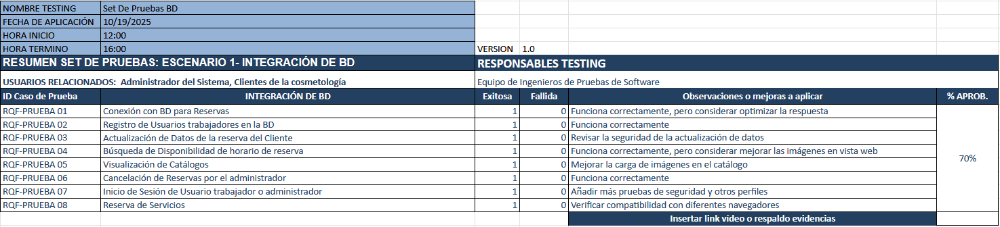 NOMBRE TESTING Set De Pruebas BD
FECHA DE APLICACIÓN 10/19/2025
HORA INICIO 12:00
HORA TERMINO 16:00 VERSION 1.0
RESUMEN SET DE PRUEBAS: ESCENARIO 1- INTEGRACIÓN DE BD RESPONSABLES TESTING
USUARIOS RELACIONADOS: Administrador del Sistema, Clientes de la cosmetología Equipo de Ingenieros de Pruebas de Software
ID Caso de Prueba INTEGRACIÓN DE BD Exitosa Fallida Observaciones o mejoras a aplicar % APROB.
RQF-PRUEBA 01 Conexión con BD para Reservas 1 0 Funciona correctamente, pero considerar optimizar la respuesta
RQF-PRUEBA 02 Registro de Usuarios trabajadores en la BD 1 0 Funciona correctamente
RQF-PRUEBA 03 Actualización de Datos de la reserva del Cliente 1 0 Revisar la seguridad de la actualización de datos
RQF-PRUEBA 04 Búsqueda de Disponibilidad de horario de reserva 1 0 Funciona correctamente, pero considerar mejorar las imágenes en vista web
70%
RQF-PRUEBA 05 Visualización de Catálogos 1 0 Mejorar la carga de imágenes en el catálogo
RQF-PRUEBA 06 Cancelación de Reservas por el administrador 1 0 Funciona correctamente
RQF-PRUEBA 07 Inicio de Sesión de Usuario trabajador o administrador 1 0 Añadir más pruebas de seguridad y otros perfiles
RQF-PRUEBA 08 Reserva de Servicios 1 0 Verificar compatibilidad con diferentes navegadores
Insertar link vídeo o respaldo evidencias